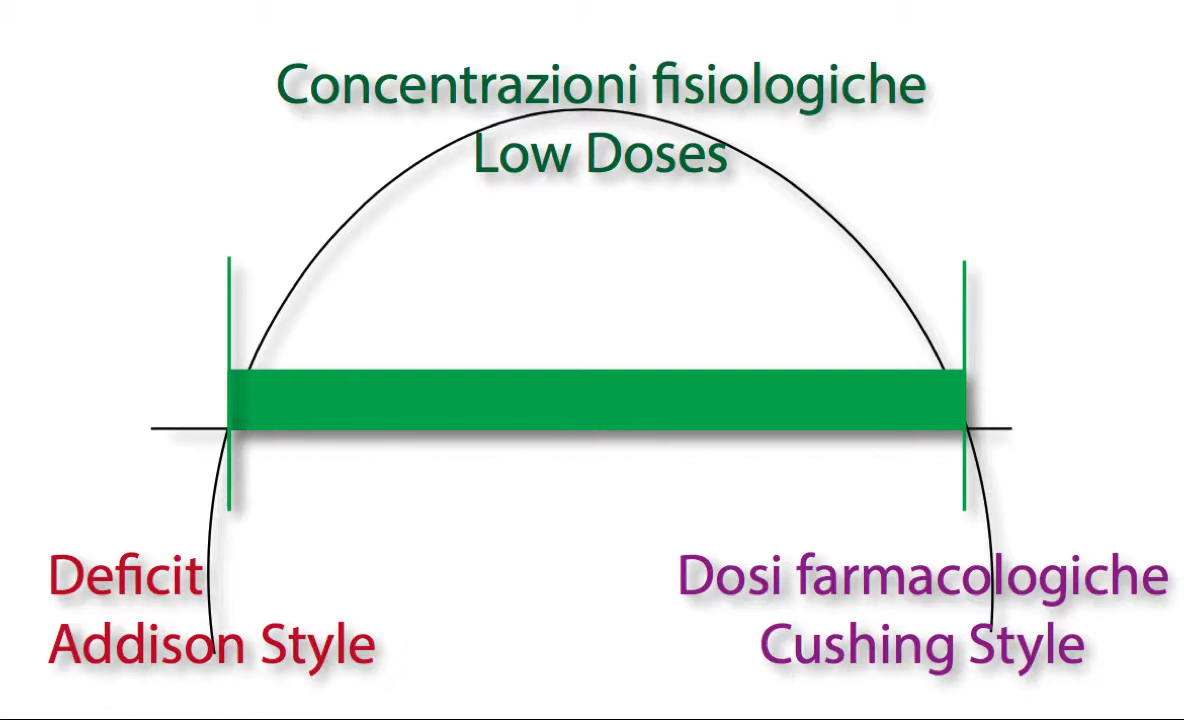 Concentrazioni fisiologiche
Low Doses
Deficit
Addison Style
Dosi farmacologiche
Cushing Style